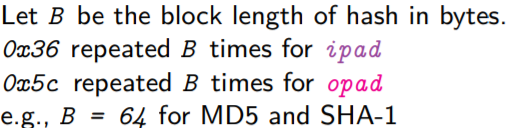 Let B be the block length of hash in bytes.
0x36 repeated B times for ipad
0x5c repeated B times for opad
e.g., B = 64 for MD5 and SHA-1